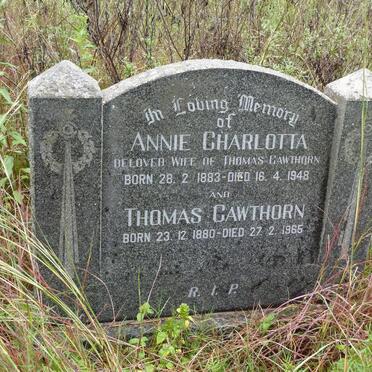 In Loving Memory
of
ANNIE CHARLOTTA
BELOVED WIFE OF THOMAS CAWTHORN
BORN 28. 2 1883-DIED 16. 4. 1948
AND
THOMAS CAWTHORN
BORN 23. 12. 1880-DIED 27. 2. 1965
R. I. P.